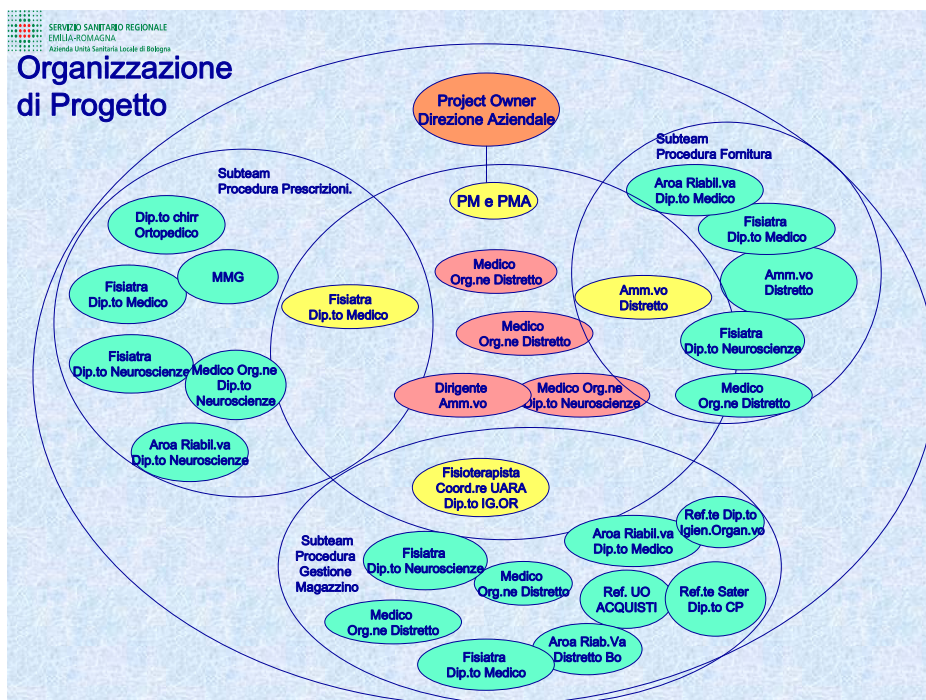 SERVIZIO SANITARIO REGIONALE
EMILIA-ROMAGNA
Azienda Unità Sanitaria Locale di Bologna
Organizzazione
di Progetto
Project Owner
Direzione Aziendale
PM e PMA
Subteam
Procedura Prescrizioni.
Dip.to chirr
Ortopedico
MMG
Fisiatra
Dip.to Medico
Fisiatra
Dip.to Neuroscienze
Medico Org.ne
Dip.to
Neuroscienze
Aroa Riabil.va
Dip.to Neuroscienze
Fisiatra
Dip.to Medico
Medico
Org.ne Distretto
Medico
Org.ne Distretto
Dirigente
Amm.vo
Medico Org.ne
Dip.to Neuroscienze
Subteam
Procedura Fornitura
Aroa Riabil.va
Dip.to Medico
Fisiatra
Dip.to Medico
Amm.vo
Distretto
Amm.vo
Distretto
Fisiatra
Dip.to Neuroscienze
Medico
Org.ne Distretto
Fisioterapista
Coord.re UARA
Dip.to IG.OR
Subteam
Procedura
Gestione
Magazzino
Fisiatra
Dip.to Neuroscienze
Medico
Org.ne Distretto
Aroa Riabil.va
Dip.to Medico
Ref.te Dip.to
Igien.Organ.vo
Ref. UO
ACQUISTI
Ref.te Sater
Dip.to CP
Medico
Org.ne Distretto
Fisiatra
Dip.to Medico
Aroa Riab.Va
Distretto Bo